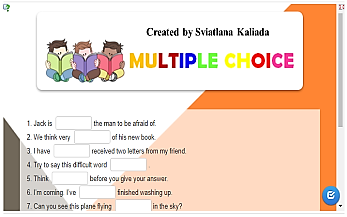 Created by Sviatlana Kaliada
MULTIPLE CHOICE
1. Jack is the man to be afraid of.
2. We think very of his new book.
3. I have received two letters from my friend.
4. Try to say this difficult word .
5. Think before you give your answer.
6. I'm coming. I've finished washing up.
7. Can you see this plane flying in the sky?